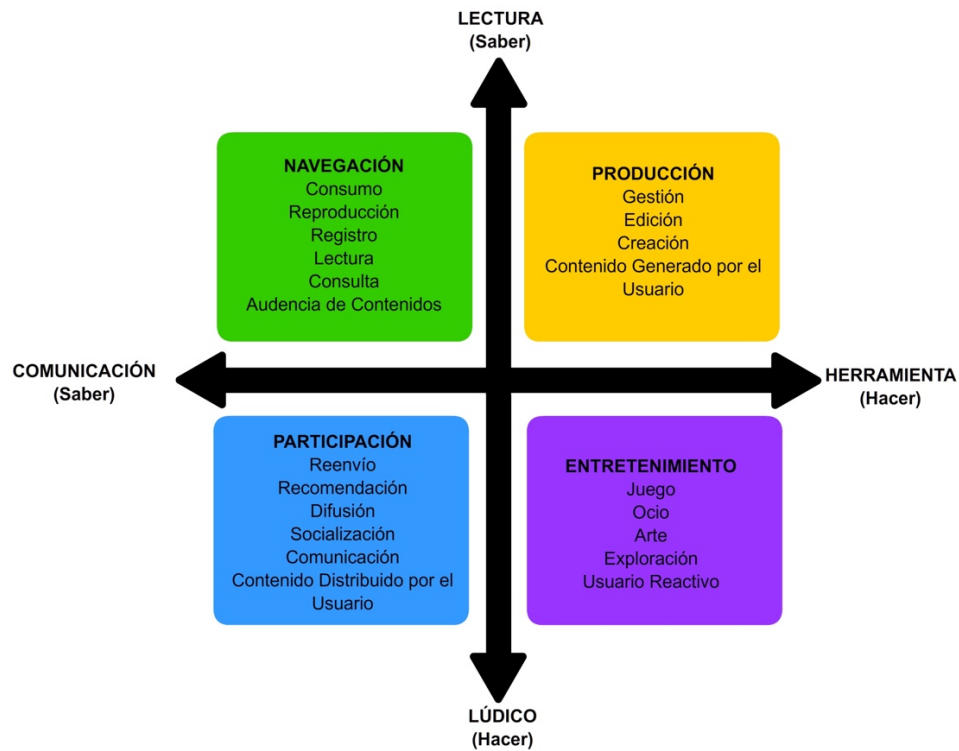 LECTURA
(Saber)
NAVEGACIÓN
Consumo
Reproducción
Registro
Lectura
Consulta
Audencia de Contenidos
PRODUCCIÓN
Gestión
Edición
Creación
Contenido Generado por el
Usuario
COMUNICACIÓN
(Saber)
HERRAMIENTA
(Hacer)
PARTICIPACIÓN
Reenvío
Recomendación
Difusión
Socialización
Comunicación
Contenido Distribuido por el
Usuario
ENTRETENIMIENTO
Juego
Ocio
Arte
Exploración
Usuario Reactivo
LÚDICO
(Hacer)